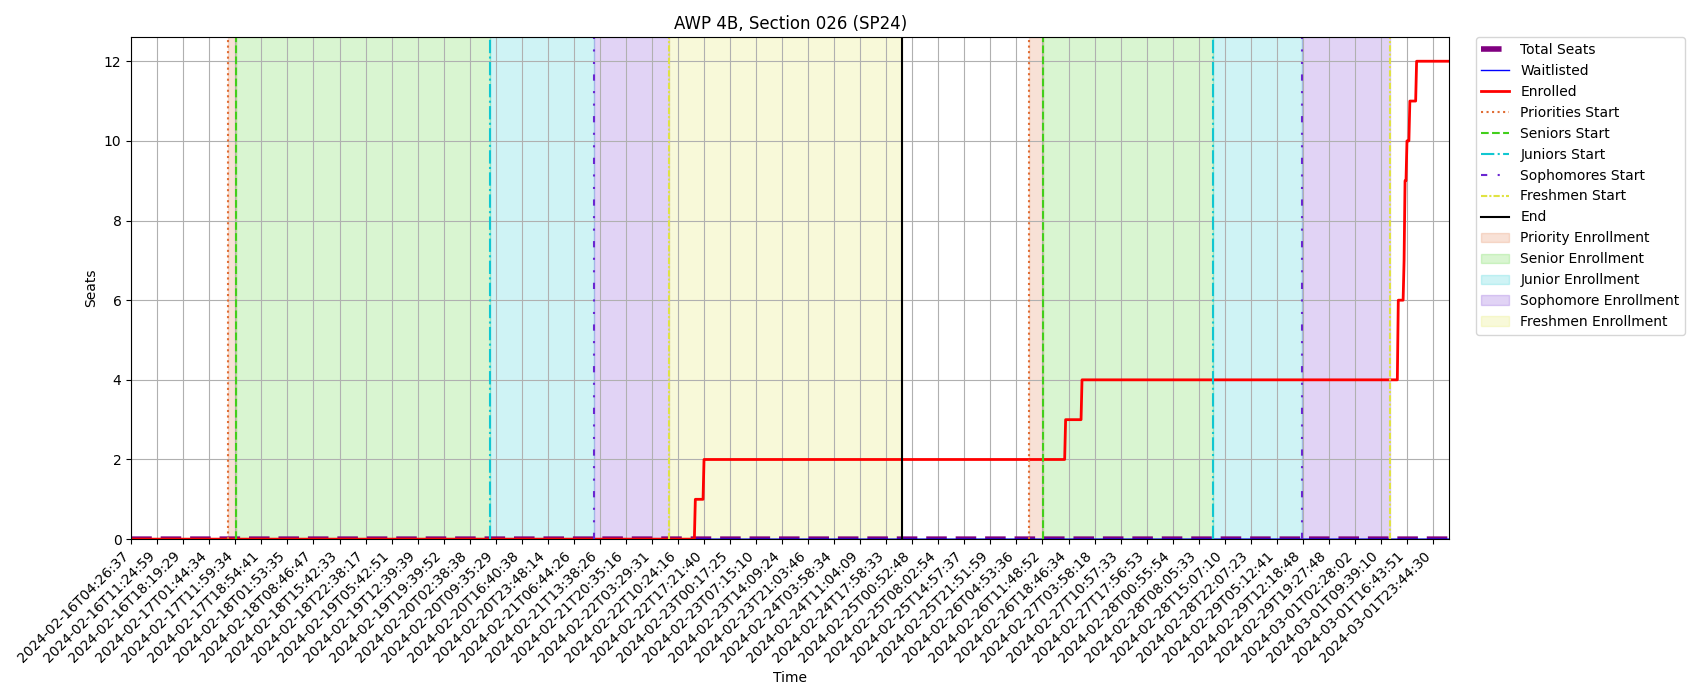 AWP 4B, Section 026 (SP24)
Seats
12
10
8
6
4
2
0
2024-02-16T04:26:37
2024-02-16T11:24:59
2024-02-16T18:19:29
2024-02-17T01:44:34
2024-02-17T11:59:34
2024-02-17T18:54:41
2024-02-18T01:53:35
2024-02-18T08:46:47
2024-02-18T15:42:33
2024-02-18T22:38:17
2024-02-19T05:42:51
2024-02-19T12:39:39
2024-02-19T19:39:52
2024-02-20T02:38:38
2024-02-20T09:35:29
2024-02-20T16:40:38
2024-02-20T23:48:14
2024-02-21T06:44:26
2024-02-21T13:38:26
2024-02-21T20:35:16
2024-02-22T03:29:31
2024-02-22T10:24:16
2024-02-22T17:21:40
2024-02-23T00:17:25
2024-02-23T07:15:10
2024-02-23T14:09:24
2024-02-23T21:03:46
2024-02-24T03:58:34
2024-02-24T11:04:09
2024-02-24T17:58:33
2024-02-25T00:52:48
2024-02-25T08:02:54
2024-02-25T14:57:37
2024-02-25T21:51:59
2024-02-26T04:53:36
2024-02-26T11:48:52
2024-02-26T18:46:34
2024-02-27T03:58:18
2024-02-27T10:57:33
2024-02-27T17:56:53
2024-02-28T00:55:54
2024-02-28T08:05:33
2024-02-28T15:07:10
2024-02-28T22:07:23
2024-02-29T05:12:41
2024-02-29T12:18:48
2024-02-29T19:27:48
2024-03-01T02:28:02
2024-03-01T09:39:10
2024-03-01T16:43:51
2024-03-01T23:44:30
Time
Total Seats
Waitlisted
Enrolled
Priorities Start
Seniors Start
Juniors Start
Sophomores Start
Freshmen Start
End
Priority Enrollment
Senior Enrollment
Junior Enrollment
Sophomore Enrollment
Freshmen Enrollment